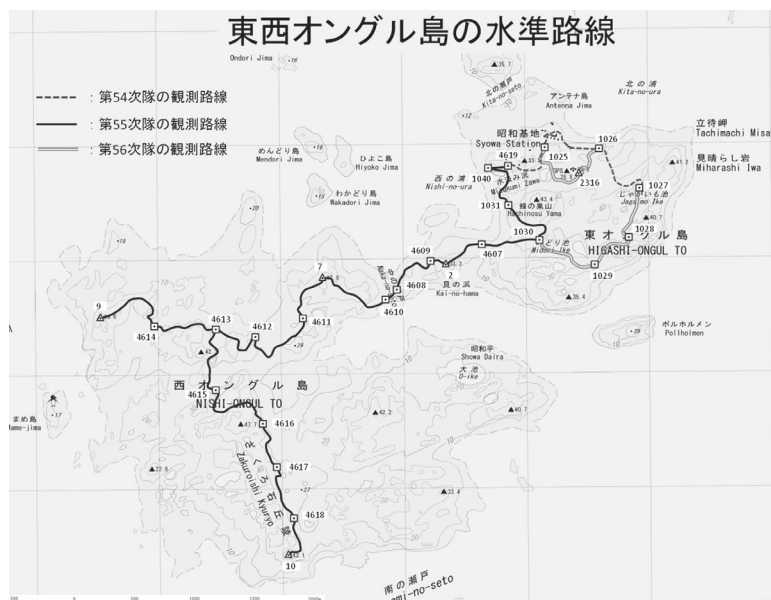 東西オングル島の水準路線
Ondori Jima
：第54次隊の観測路線
：第55次隊の観測路線
：第56次隊の観測路線
北の瀬戸
Kita-no-seto
北の浦
Kita-no-ura
アンテナ島
Antenna Jima
昭和基地
Syowa Station
立待岬
Tachimachi Misa
見晴らし岩
Miharashi Iwa
めんどり島
Mendori Jima
ひよこ島
Hiyoko Jima
わかどり島
Wakadori Jima
西の浦
Nishi-no-ura
1026
1025
4619
1040
2316
1027
1031
蜂の巣山
Hachinosu Yama
1028
1030
東オングル島
HIGASHI-ONGUL TO
1029
4609
2
4607
4608
貝の浜
Kai-no-hama
4610
7
4611
9
4614
4613
4612
ポルホルメン
Pollholmen
昭和平
Showa Daira
大池
O-ike
西オングル島
NISHI-ONGUL TO
4615
まめ島
Mame-jima
4616
ざくろ石丘陵
Zakuroishi Kyuryo
4617
4618
10
南の瀬戸